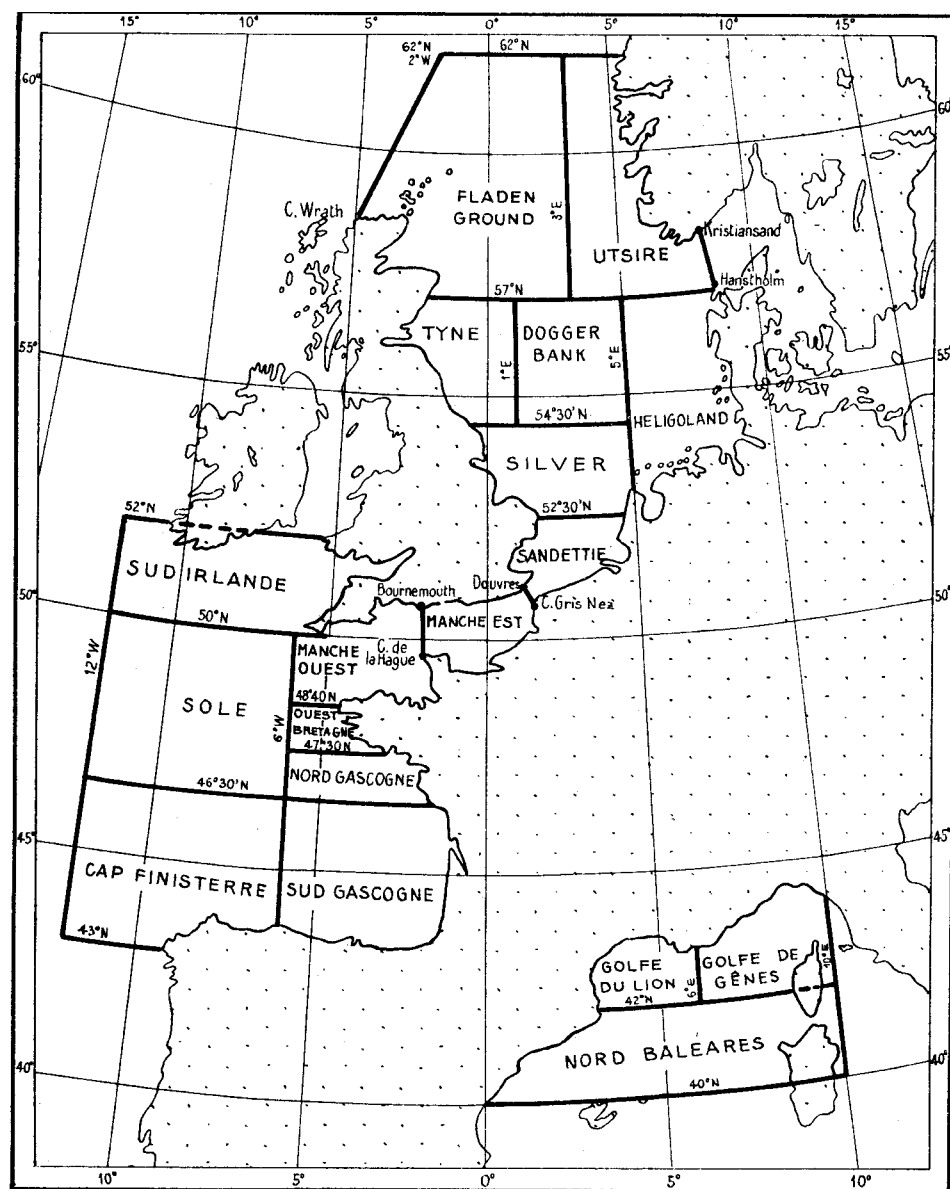 15°
10°
5°
0°
5°
10°
15°
62°N
2°W
62°N
60°
60°
C. Wrath
FLADEN
GROUND
3°E
Kristiansand
UTSIRE
Hanstholm
57°N
TYNE
1°E
DOGGER
BANK
5°E
55°
55°
54°30'N
HELIGOLAND
SILVER
52°N
52°30'N
SANDETTIE
SUD IRLANDE
Bournemouth
Douvres
C. Gris Nez
50°
50°
50°N
MANCHE EST
12°W
MANCHE
OUEST
C. de
la Hague
SOLE
48°40N
6°W
OUEST
BRETAGNE
47°30N
NORD GASCOGNE
46°30'N
45°
45°
CAP FINISTERRE
SUD GASCOGNE
43°N
GOLFE
DU LION
6°E
GOLFE DE
GÊNES
10°E
42°N
NORD BALÉARES
40°
40°
40°N
10°
5°
0°
5°
10°